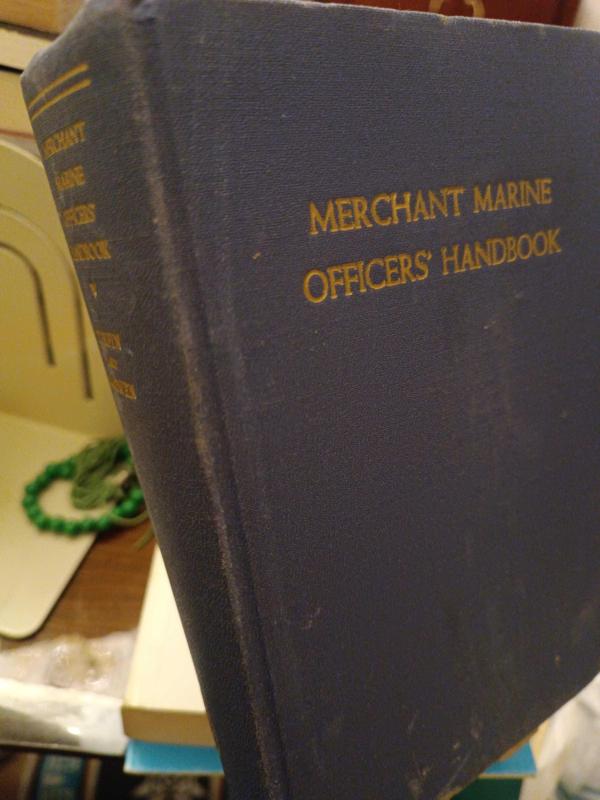 MERCHANT MARINE
OFFICERS' HANDBOOK
MERCHANT
MARINE
OFFICERS'
HANDBOOK